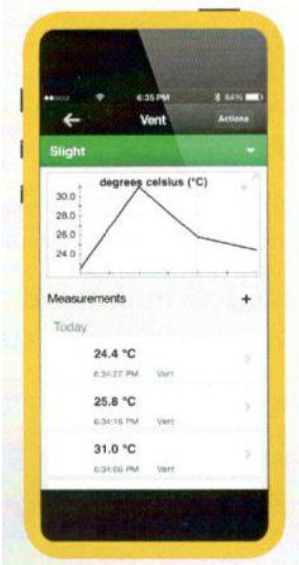 6:35 PM 84%
Vent Actions
Slight
degrees celsius (°C)
30.0
28.0
26.0
24.0
Measurements +
Today
24.4 °C
6:34:27 PM Vent
25.8 °C
6:34:16 PM Vent
31.0 °C
6:34:06 PM Vent